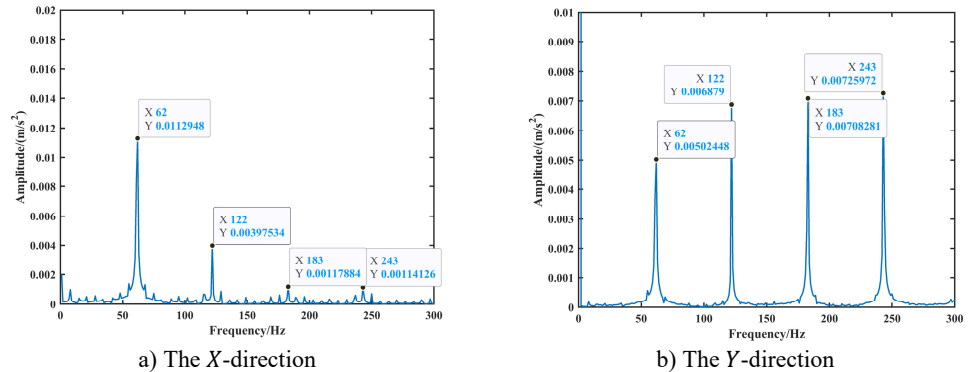 0.02
0.018
0.016
0.014
0.012
0.01
0.008
0.006
0.004
0.002
0
Amplitude/(m/s²)
X 62
Y 0.0112948
X 122
Y 0.00397534
X 183
Y 0.00117884
X 243
Y 0.00114126
0 50 100 150 200 250 300
Frequency/Hz
a) The X-direction
0.01
0.009
0.008
0.007
0.006
0.005
0.004
0.003
0.002
0.001
0
Amplitude/(m/s²)
X 122
Y 0.006879
X 243
Y 0.00725972
X 62
Y 0.00502448
X 183
Y 0.00708281
0 50 100 150 200 250 300
Frequency/Hz
b) The Y-direction